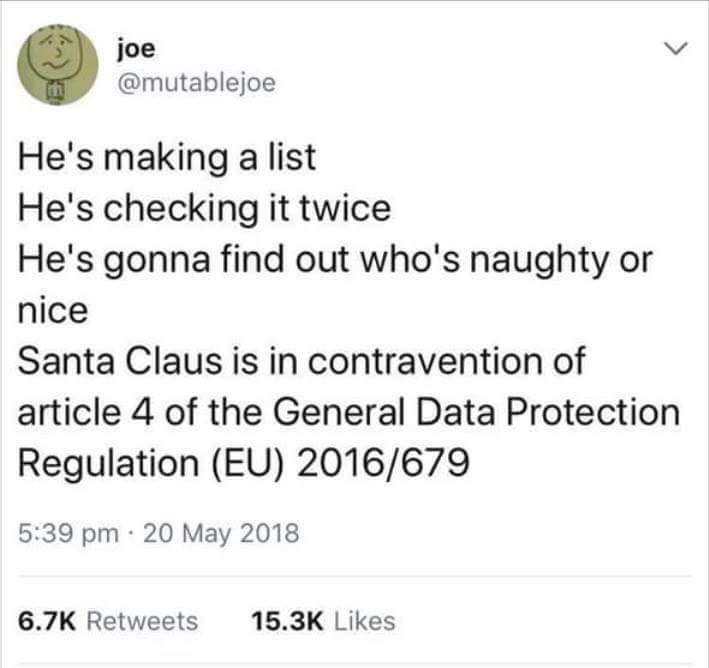 joe
@mutablejoe
He's making a list
He's checking it twice
He's gonna find out who's naughty or
nice
Santa Claus is in contravention of
article 4 of the General Data Protection
Regulation (EU) 2016/679
5:39 pm · 20 May 2018
6.7K Retweets 15.3K Likes